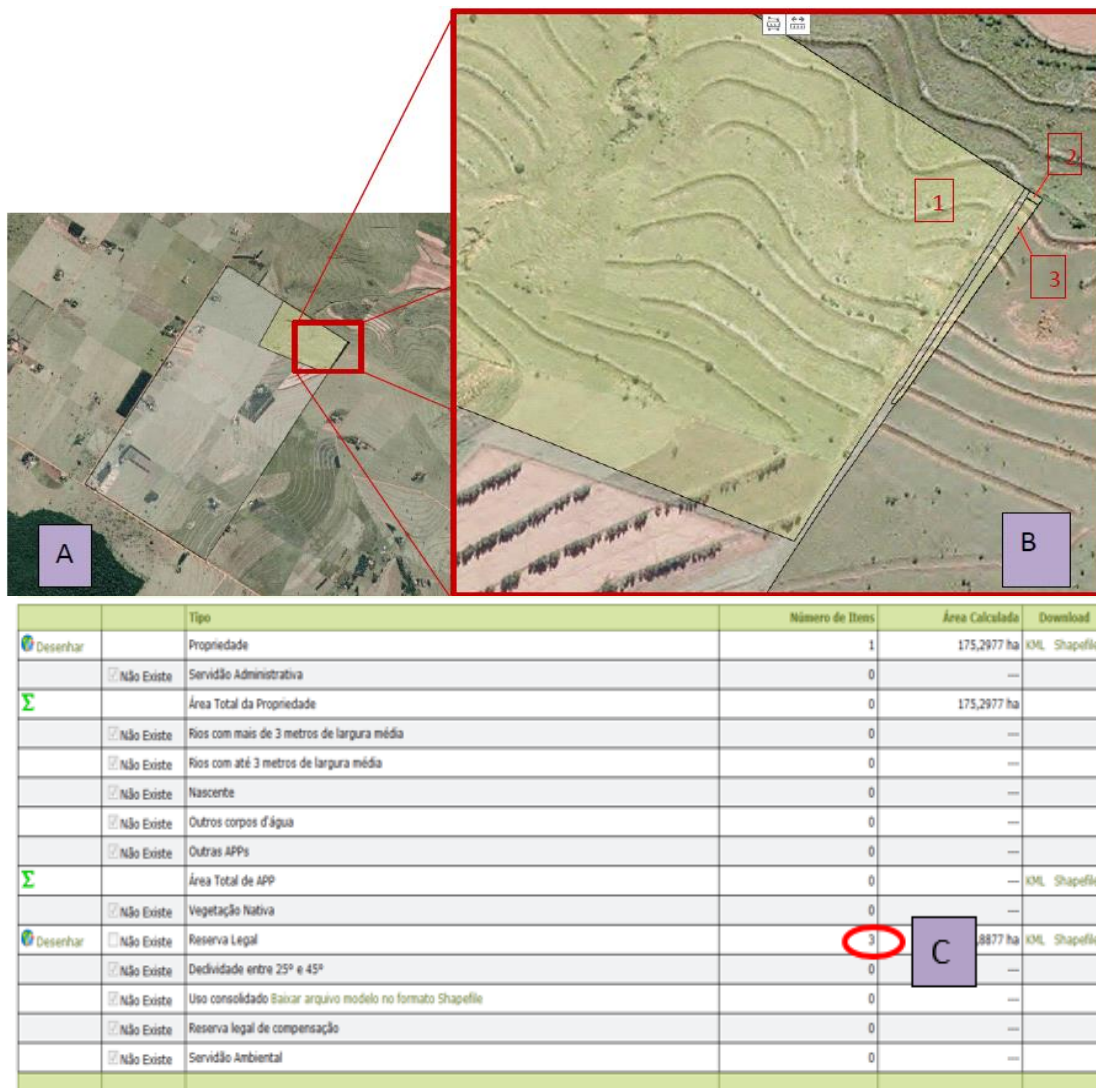 1
2
3
A
B
Tipo Número de Itens Área Calculada Download
Desenhar Propriedade 1 175,2977 ha KML Shapefile
Não Existe Servidão Administrativa 0 —
Σ Área Total da Propriedade 0 175,2977 ha
Não Existe Rios com mais de 3 metros de largura média 0 —
Não Existe Rios com até 3 metros de largura média 0 —
Não Existe Nascente 0 —
Não Existe Outros corpos d'água 0 —
Não Existe Outras APPs 0 —
Σ Área Total de APP 0 — KML Shapefile
Não Existe Vegetação Nativa 0 —
Desenhar Não Existe Reserva Legal 3 C ,8877 ha KML Shapefile
Não Existe Declividade entre 25º e 45º 0 —
Não Existe Uso consolidado Baixar arquivo modelo no formato Shapefile 0 —
Não Existe Reserva legal de compensação 0 —
Não Existe Servidão Ambiental 0 —